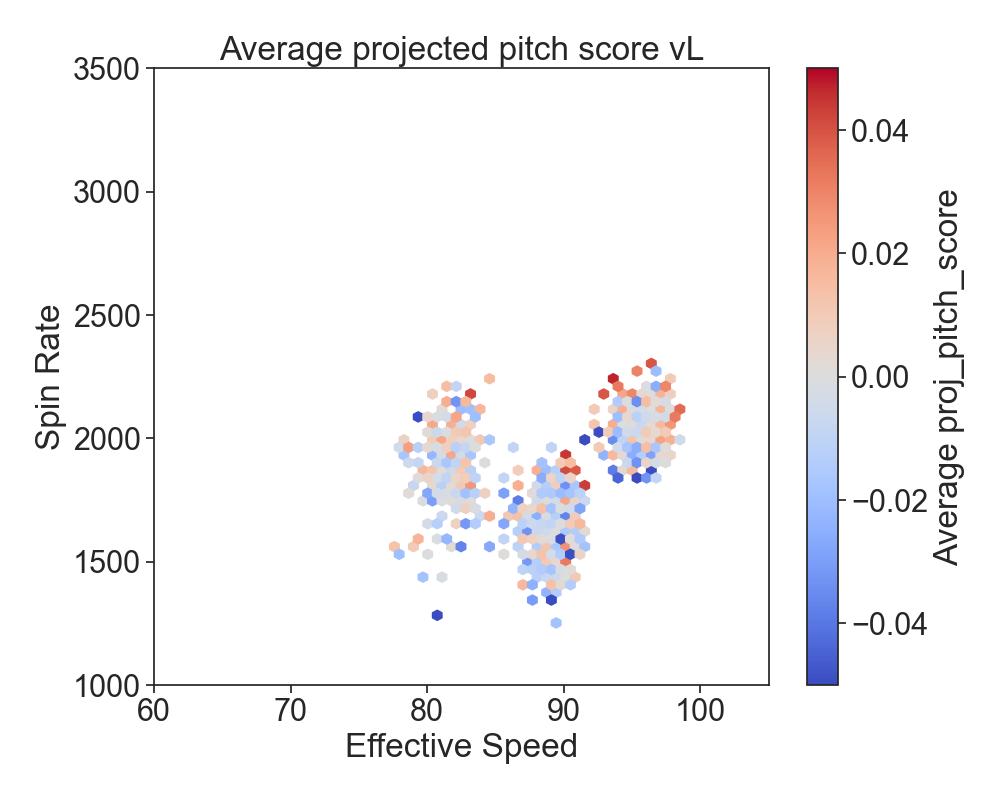 Average projected pitch score vL
3500
3000
2500
2000
1500
1000
Spin Rate
60 70 80 90 100
Effective Speed
0.04
0.02
0.00
−0.02
−0.04
Average proj_pitch_score